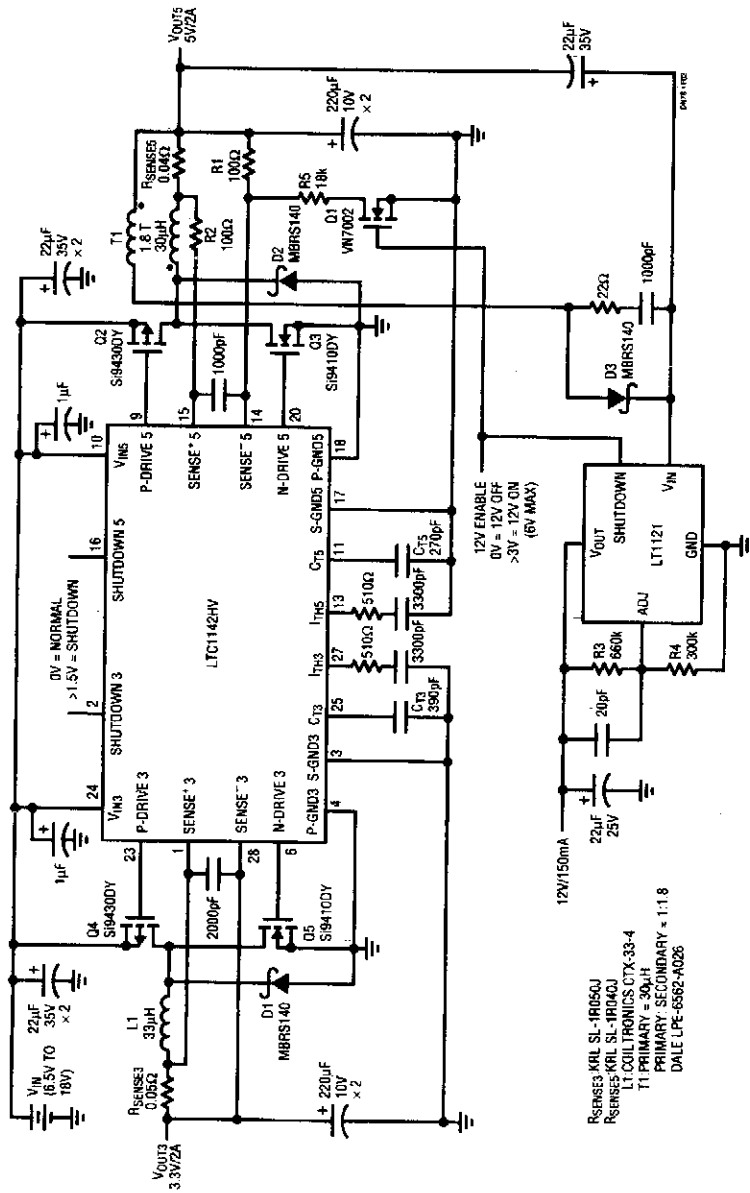 VIN
(6.5V TO
18V)
22µF
35V
× 2
1µF
0V = NORMAL
>1.5V = SHUTDOWN
1µF
22µF
35V
× 2
24
2
16
10
VIN3
SHUTDOWN 3
SHUTDOWN 5
VIN5
LTC1142HV
P-DRIVE 3
SENSE+ 3
SENSE– 3
N-DRIVE 3
P-GND3
S-GND3
CT3
ITH3
ITH5
CT5
S-GND5
P-GND5
P-DRIVE 5
SENSE+ 5
SENSE– 5
N-DRIVE 5
23
1
28
6
4
3
25
27
13
11
17
18
9
15
14
20
Q4
Si9430DY
2000pF
Q5
Si9410DY
D1
MBRS140
L1
33µH
RSENSE3
0.05Ω
VOUT3
3.3V/2A
220µF
10V
× 2
CT3
390pF
510Ω
3300pF
510Ω
3300pF
CT5
270pF
Q2
Si9430DY
1000pF
Q3
Si9410DY
D2
MBRS140
T1
1.8 T
30µH
R2
100Ω
RSENSE5
0.04Ω
R1
100Ω
R5
18k
Q1
VN7002
220µF
10V
× 2
VOUT5
5V/2A
12V ENABLE
0V = 12V OFF
>3V = 12V ON
(6V MAX)
D3
MBRS140
22Ω
1000pF
22µF
35V
12V/150mA
22µF
25V
20pF
R3
660k
R4
300k
VOUT
SHUTDOWN
LT1121
ADJ
GND
VIN
RSENSE3: KRL SL-1R050J
RSENSE5: KRL SL-1R040J
L1: COILTRONICS CTX-33-4
T1: PRIMARY = 30µH
PRIMARY: SECONDARY = 1:1.8
DALE LPE-6562-A026